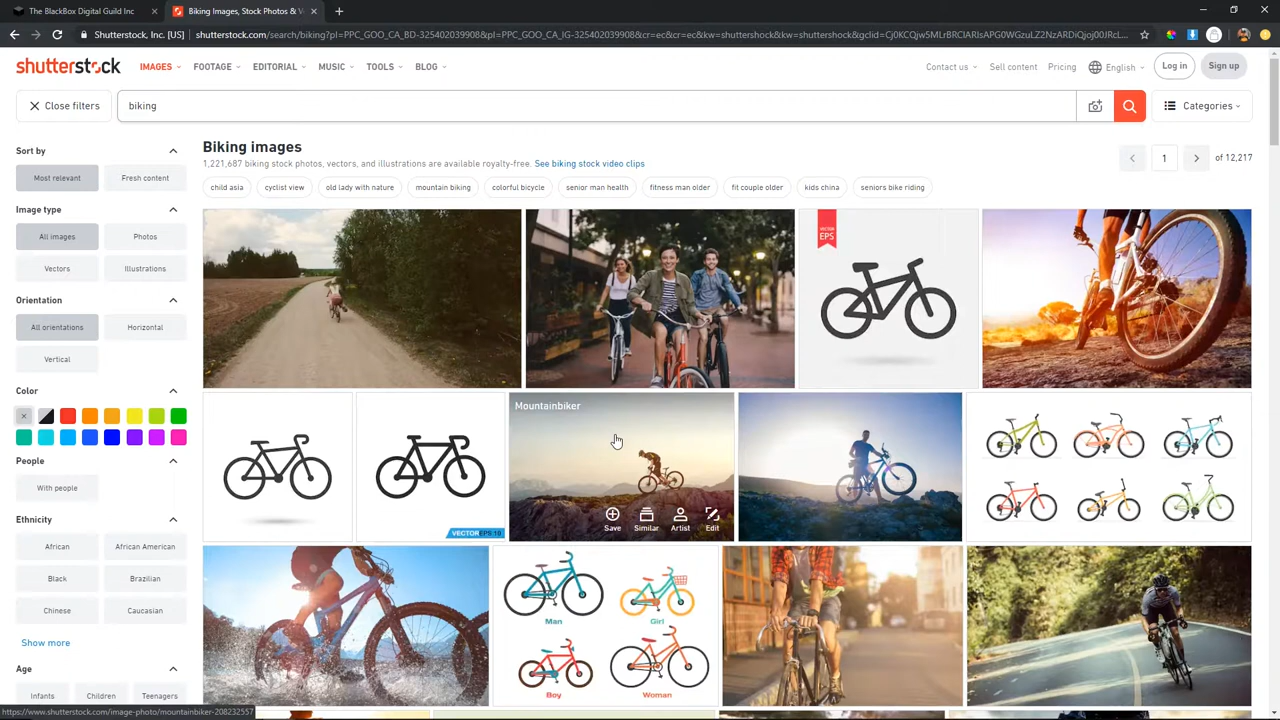 The BlackBox Digital Guild Inc
Biking Images, Stock Photos & V
Shutterstock, Inc. [US]
shutterstock.com/search/biking?pl=PPC_GOO_CA_BD-325402039908&pl=PPC_GOO_CA_IG-325402039908&cr=ec&cr=ec&kw=shutterstock&kw=shutterstock&gclid=
shutterstock
IMAGES
FOOTAGE
EDITORIAL
MUSIC
TOOLS
BLOG
Contact us
Sell content
Pricing
English
Log in
Sign up
Close filters
biking
Categories
Sort by
Most relevant
Fresh content
Image type
All images
Photos
Vectors
Illustrations
Orientation
All orientations
Horizontal
Vertical
Color
People
With people
Ethnicity
African
African American
Black
Brazilian
Chinese
Caucasian
Show more
Age
Infants
Children
Teenagers
Biking images
1,221,687 biking stock photos, vectors, and illustrations are available royalty-free. See biking stock video clips
1
of 12,217
child asia
cyclist view
old lady with nature
mountain biking
colorful bicycle
senior man health
fitness man older
fit couple older
kids china
seniors bike riding
VECTOR
EPS
VECTOREPS 10
Mountainbiker
Save
Similar
Artist
Edit
Man
Girl
Boy
Woman
https://www.shutterstock.com/image-photo/mountainbiker-208232557